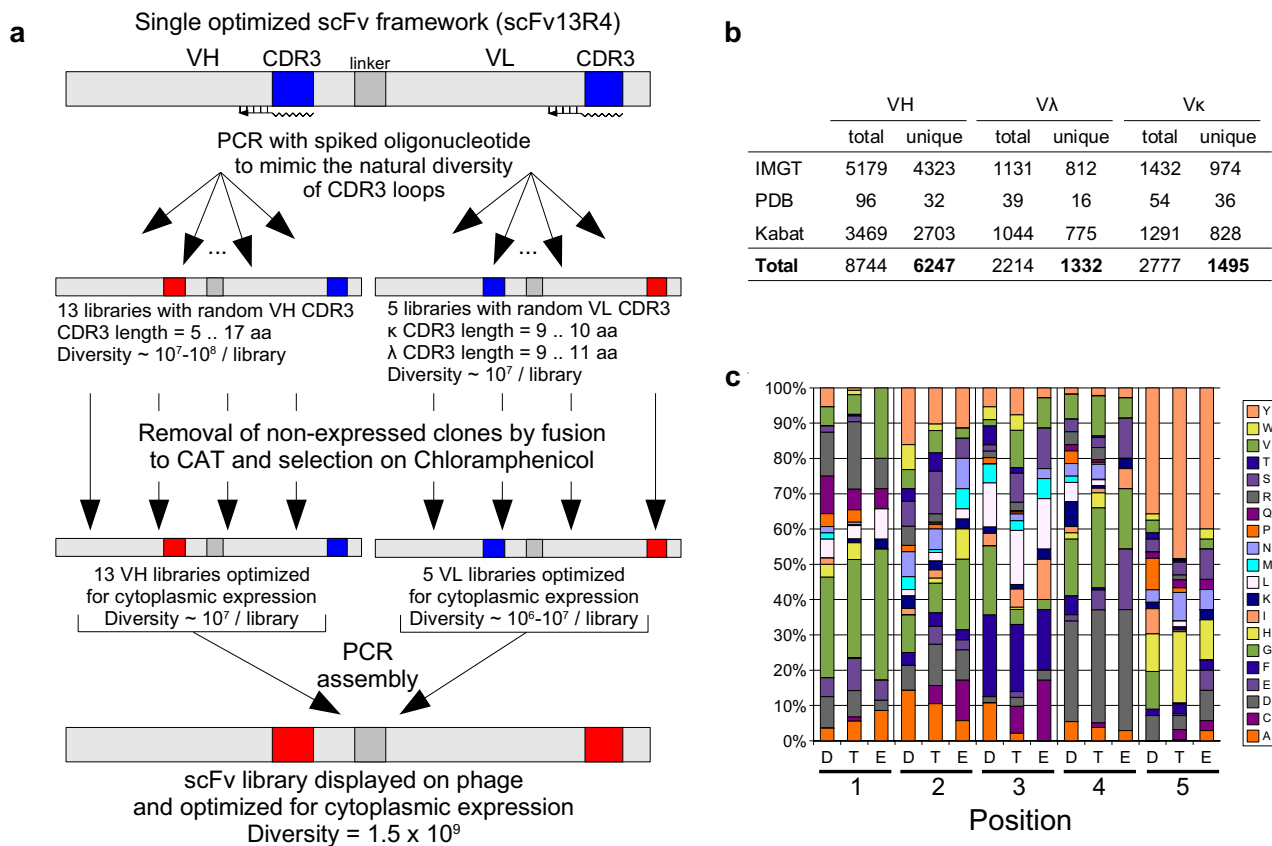 a
Single optimized scFv framework (scFv13R4)
VH CDR3 linker VL CDR3
PCR with spiked oligonucleotide
to mimic the natural diversity
of CDR3 loops
... ...
13 libraries with random VH CDR3
CDR3 length = 5 .. 17 aa
Diversity ~ 10⁷-10⁸ / library
5 libraries with random VL CDR3
κ CDR3 length = 9 .. 10 aa
λ CDR3 length = 9 .. 11 aa
Diversity ~ 10⁷ / library
Removal of non-expressed clones by fusion
to CAT and selection on Chloramphenicol
13 VH libraries optimized
for cytoplasmic expression
Diversity ~ 10⁷ / library
5 VL libraries optimized
for cytoplasmic expression
Diversity ~ 10⁶-10⁷ / library
PCR
assembly
scFv library displayed on phage
and optimized for cytoplasmic expression
Diversity = 1.5 x 10⁹
b
VH Vλ Vκ
total unique total unique total unique
IMGT 5179 4323 1131 812 1432 974
PDB 96 32 39 16 54 36
Kabat 3469 2703 1044 775 1291 828
Total 8744 6247 2214 1332 2777 1495
c
100%
90%
80%
70%
60%
50%
40%
30%
20%
10%
0%
D T E D T E D T E D T E D T E
1 2 3 4 5
Position
Y
W
V
T
S
R
Q
P
N
M
L
K
I
H
G
F
E
D
C
A